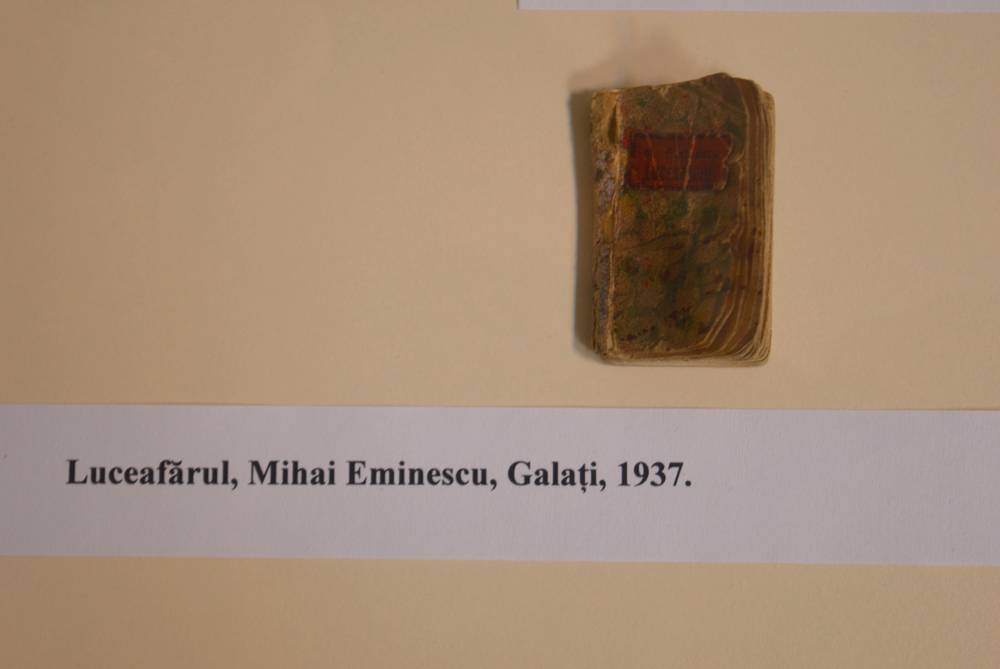 Luceafărul, Mihai Eminescu, Galați, 1937.